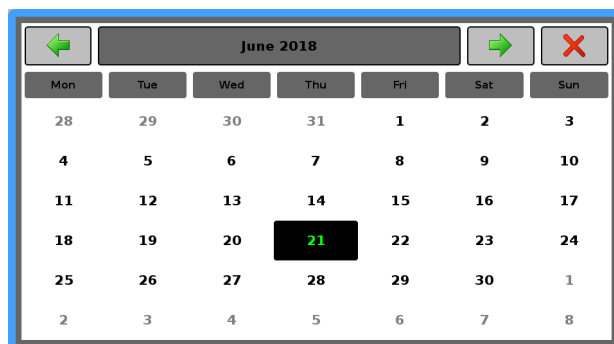 June 2018
Mon Tue Wed Thu Fri Sat Sun
28 29 30 31 1 2 3
4 5 6 7 8 9 10
11 12 13 14 15 16 17
18 19 20 21 22 23 24
25 26 27 28 29 30 1
2 3 4 5 6 7 8